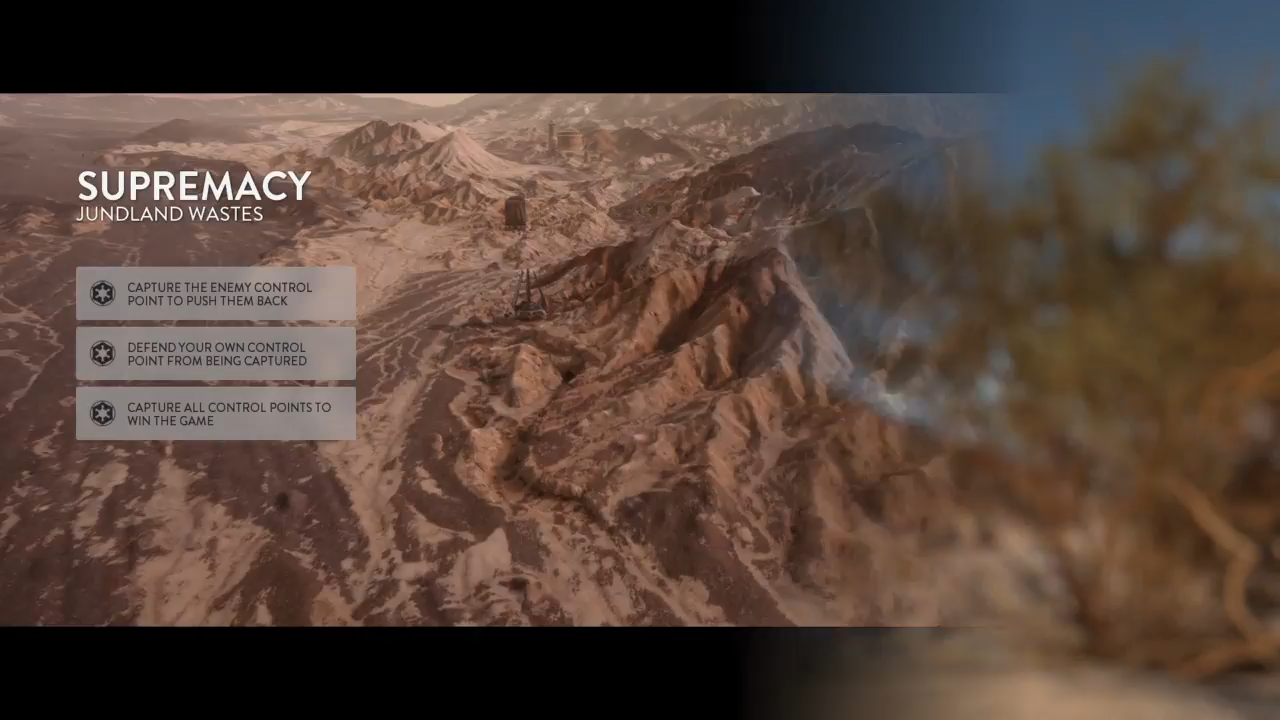 SUPREMACY
JUNDLAND WASTES
CAPTURE THE ENEMY CONTROL
POINT TO PUSH THEM BACK
DEFEND YOUR OWN CONTROL
POINT FROM BEING CAPTURED
CAPTURE ALL CONTROL POINTS TO
WIN THE GAME